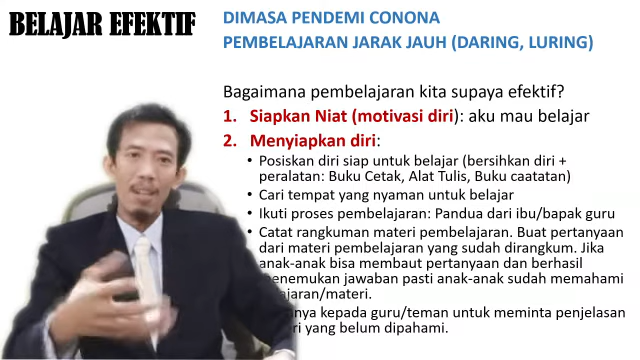 BELAJAR EFEKTIF
DIMASA PENDEMI CONONA
PEMBELAJARAN JARAK JAUH (DARING, LURING)
Bagaimana pembelajaran kita supaya efektif?
1. Siapkan Niat (motivasi diri): aku mau belajar
2. Menyiapkan diri:
• Posiskan diri siap untuk belajar (bersihkan diri +
peralatan: Buku Cetak, Alat Tulis, Buku caatatan)
• Cari tempat yang nyaman untuk belajar
• Ikuti proses pembelajaran: Pandua dari ibu/bapak guru
• Catat rangkuman materi pembelajaran. Buat pertanyaan
dari materi pembelajaran yang sudah dirangkum. Jika
anak-anak bisa membaut pertanyaan dan berhasil
menemukan jawaban pasti anak-anak sudah memahami
ajaran/materi.
kepada guru/teman untuk meminta penjelasan
yang belum dipahami.